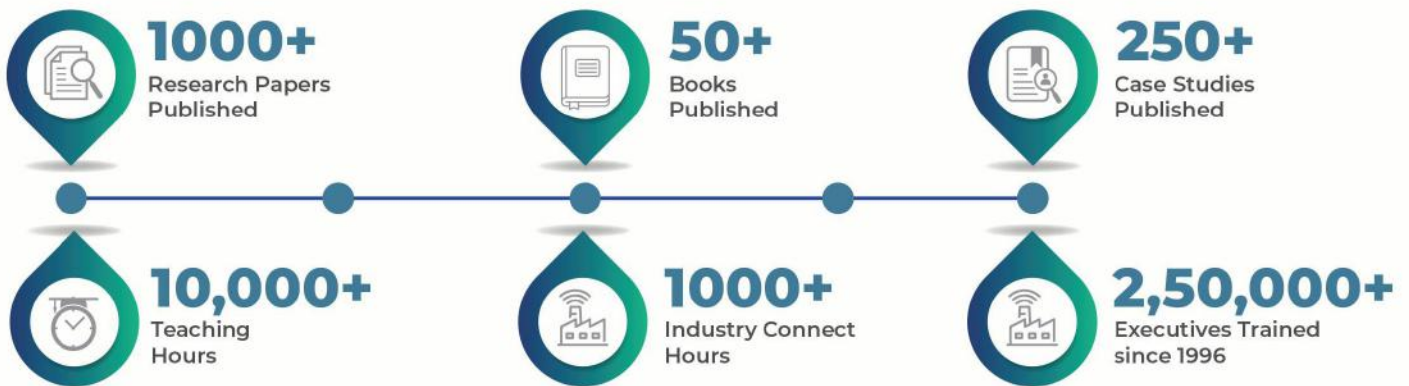 1000+
Research Papers
Published
50+
Books
Published
250+
Case Studies
Published
10,000+
Teaching
Hours
1000+
Industry Connect
Hours
2,50,000+
Executives Trained
since 1996